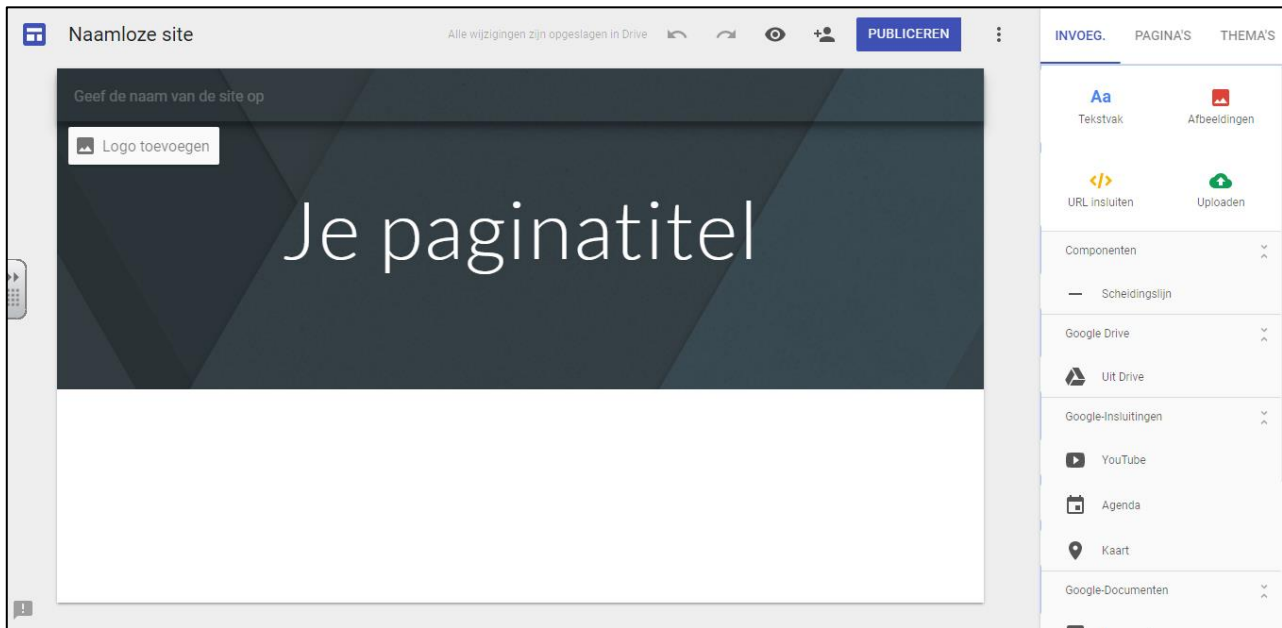 Naamloze site
Alle wijzigingen zijn opgeslagen in Drive
PUBLICEREN
INVOEG. PAGINA'S THEMA'S
Geef de naam van de site op
Logo toevoegen
Je paginatitel
Aa
Tekstvak Afbeeldingen
URL insluiten Uploaden
Componenten
Scheidingslijn
Google Drive
Uit Drive
Google-Insluitingen
YouTube
Agenda
Kaart
Google-Documenten